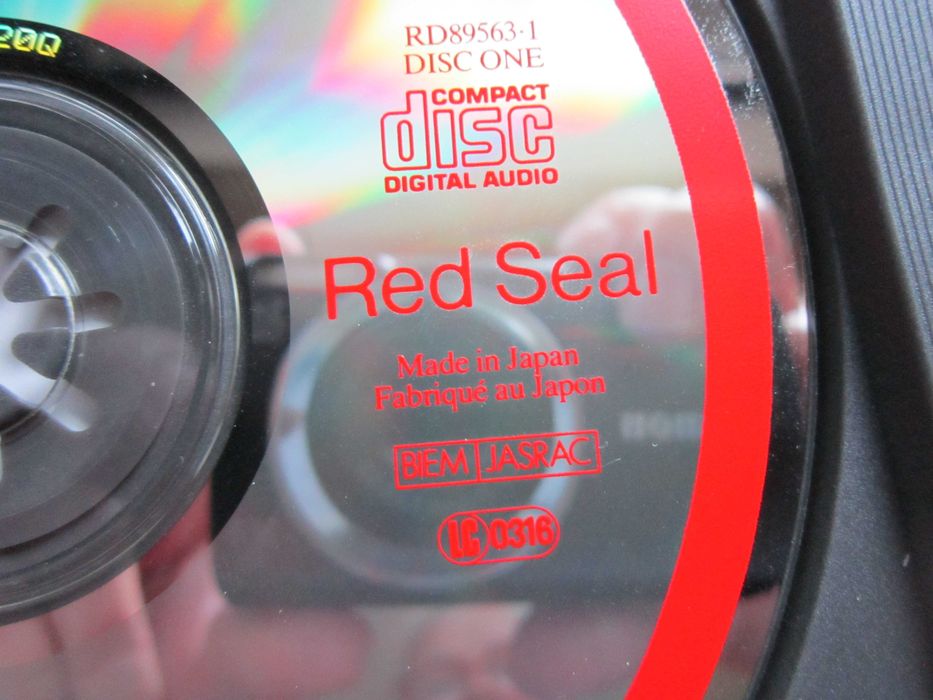 RD89563-1
DISC ONE
COMPACT
disc
DIGITAL AUDIO
Red Seal
Made in Japan
Fabriqué au Japon
BIEM JASRAC
LC 0316